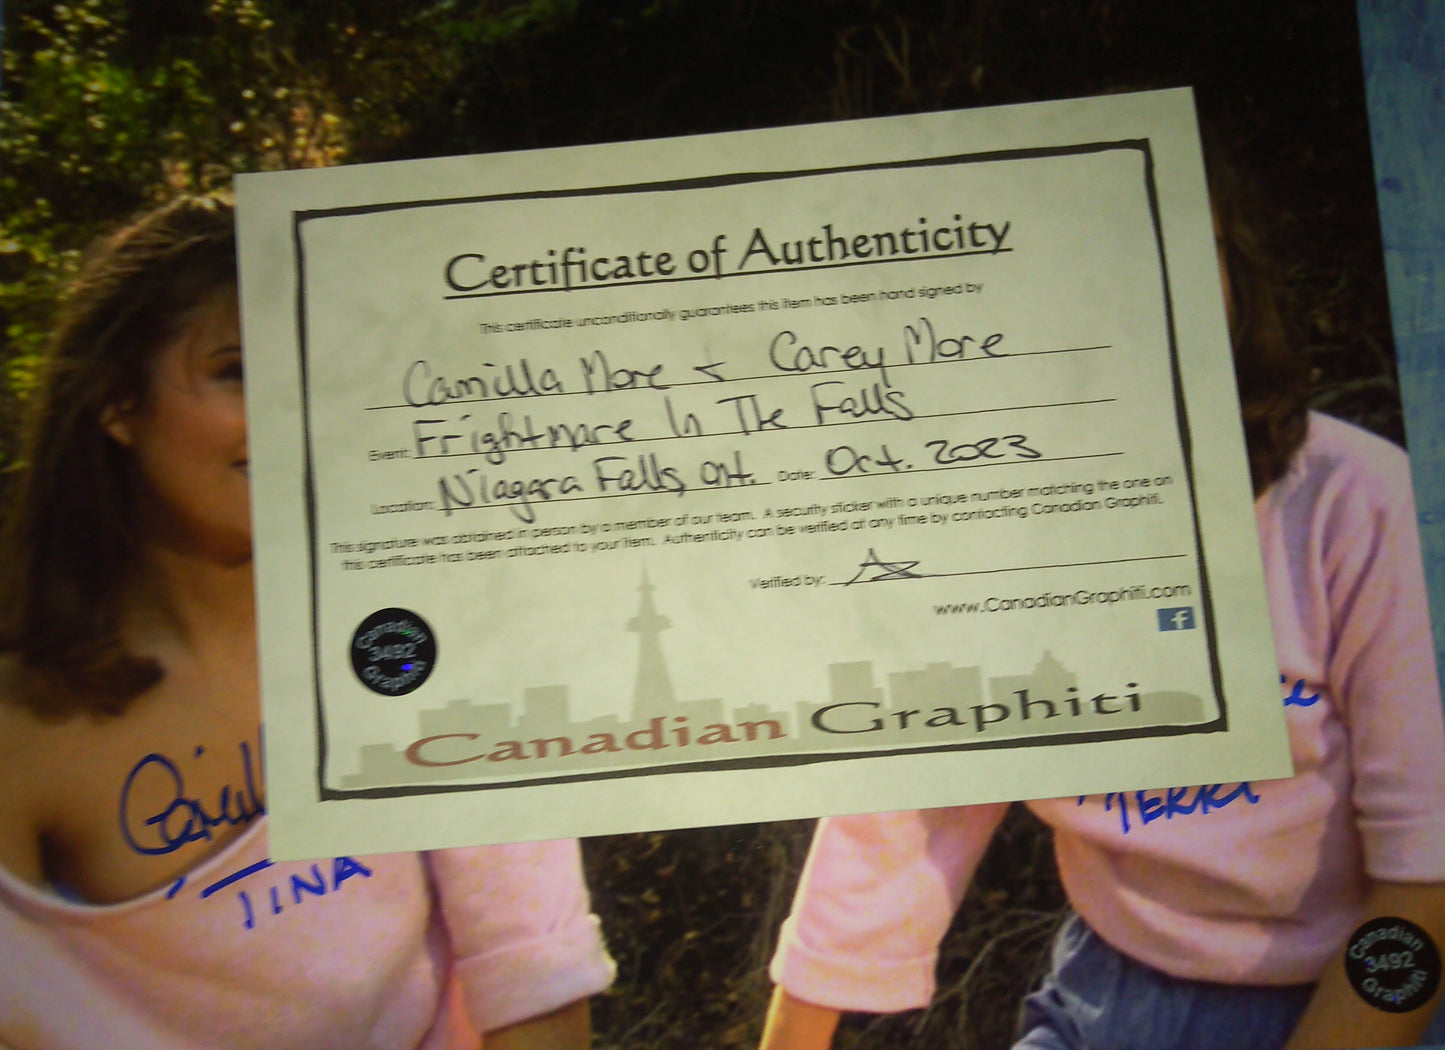 Certificate of Authenticity
This certificate unconditionally guarantees this item has been hand signed by
Camilla More + Carey More
Event: Frightmare In The Falls
Location: Niagara Falls, Ont. Date: Oct. 2023
This signature was obtained in person by a member of our team. A security sticker with a unique number matching the one on
this certificate has been attached to your item. Authenticity can be verified at any time by contacting Canadian Graphiti.
Verified by:
www.CanadianGraphiti.com
f
Canadian
3492
Graphiti
Canadian Graphiti
"TINA
"TERRI
Canadian
3492
Graphiti